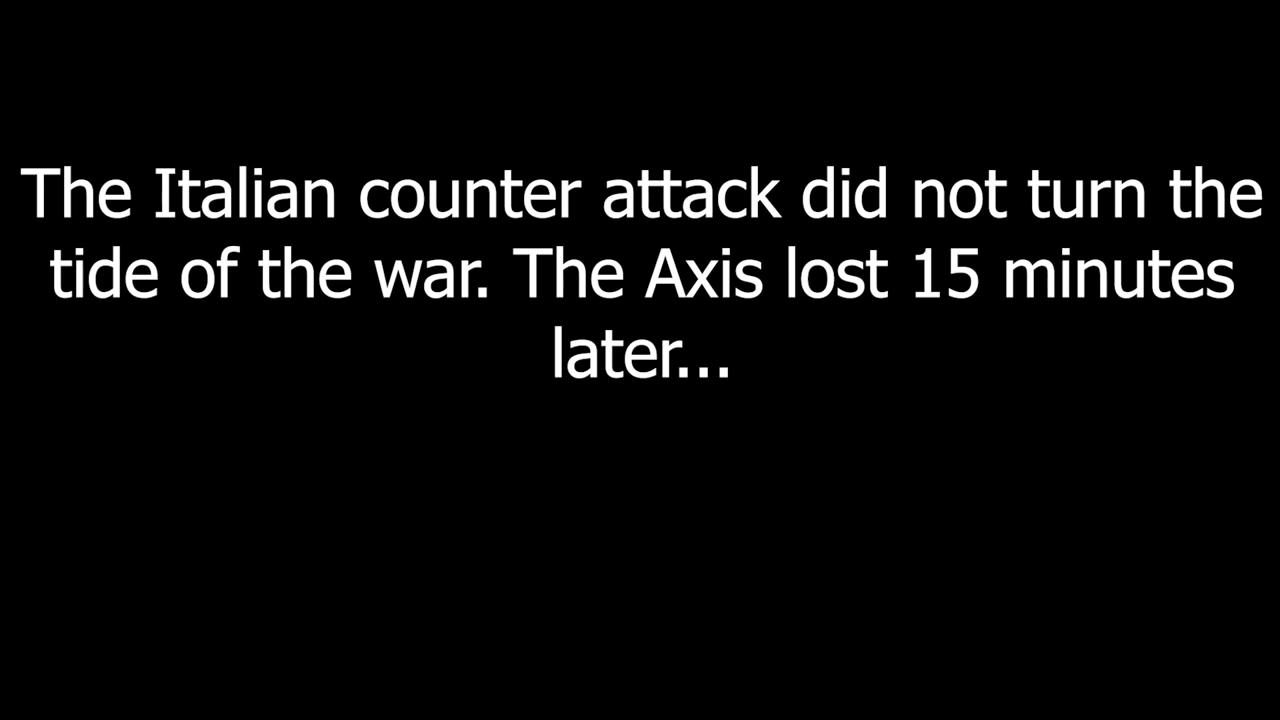 The Italian counter attack did not turn the
tide of the war. The Axis lost 15 minutes
later...